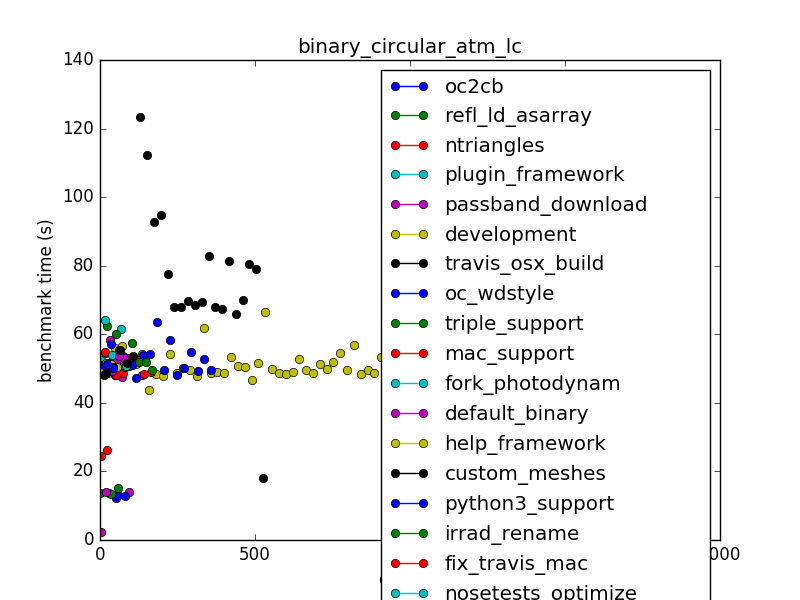 binary_circular_atm_lc
140
120
100
80
60
40
20
0
benchmark time (s)
0
500
000
oc2cb
refl_ld_asarray
ntriangles
plugin_framework
passband_download
development
travis_osx_build
oc_wdstyle
triple_support
mac_support
fork_photodynam
default_binary
help_framework
custom_meshes
python3_support
irrad_rename
fix_travis_mac
nosetests_optimize